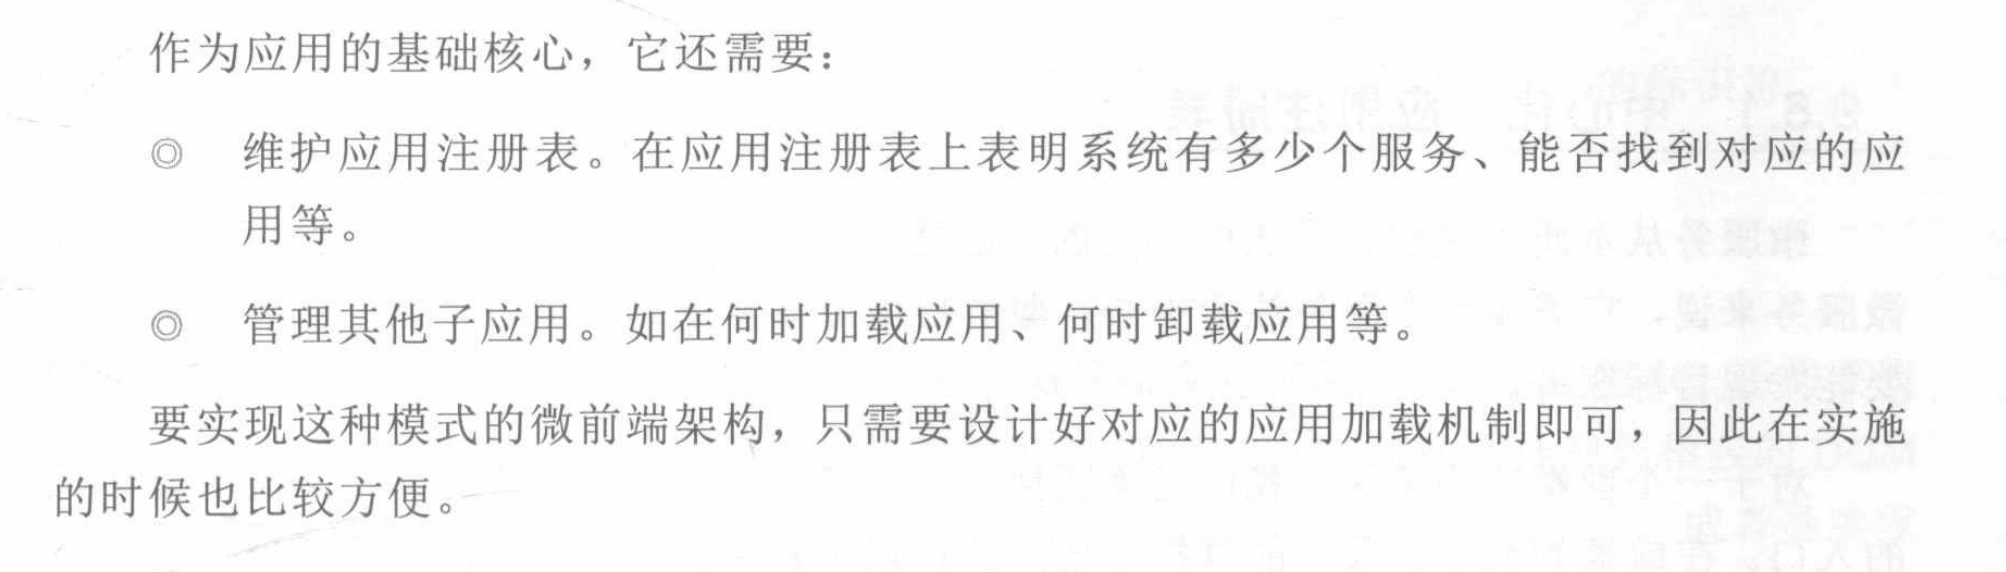 作为应用的基础核心，它还需要：
◎ 维护应用注册表。在应用注册表上表明系统有多少个服务、能否找到对应的应
用等。
◎ 管理其他子应用。如在何时加载应用、何时卸载应用等。
要实现这种模式的微前端架构，只需要设计好对应的应用加载机制即可，因此在实施
的时候也比较方便。